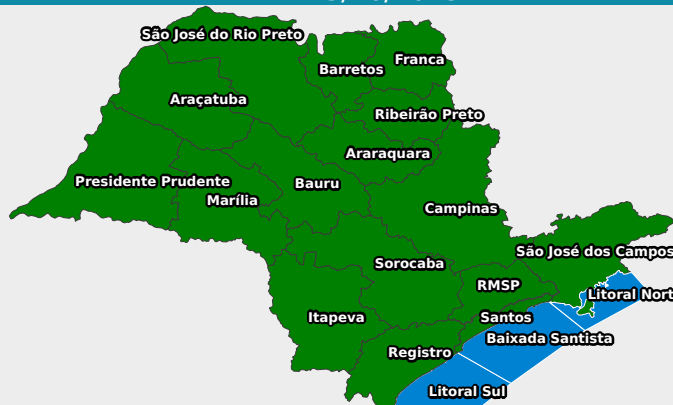 São José do Rio Preto
Franca
Barretos
Araçatuba
Ribeirão Preto
Araraquara
Presidente Prudente
Bauru
Marília
Campinas
São José dos Campos
Sorocaba
RMSP
Litoral Nort
Itapeva
Santos
Baixada Santista
Registro
Litoral Sul